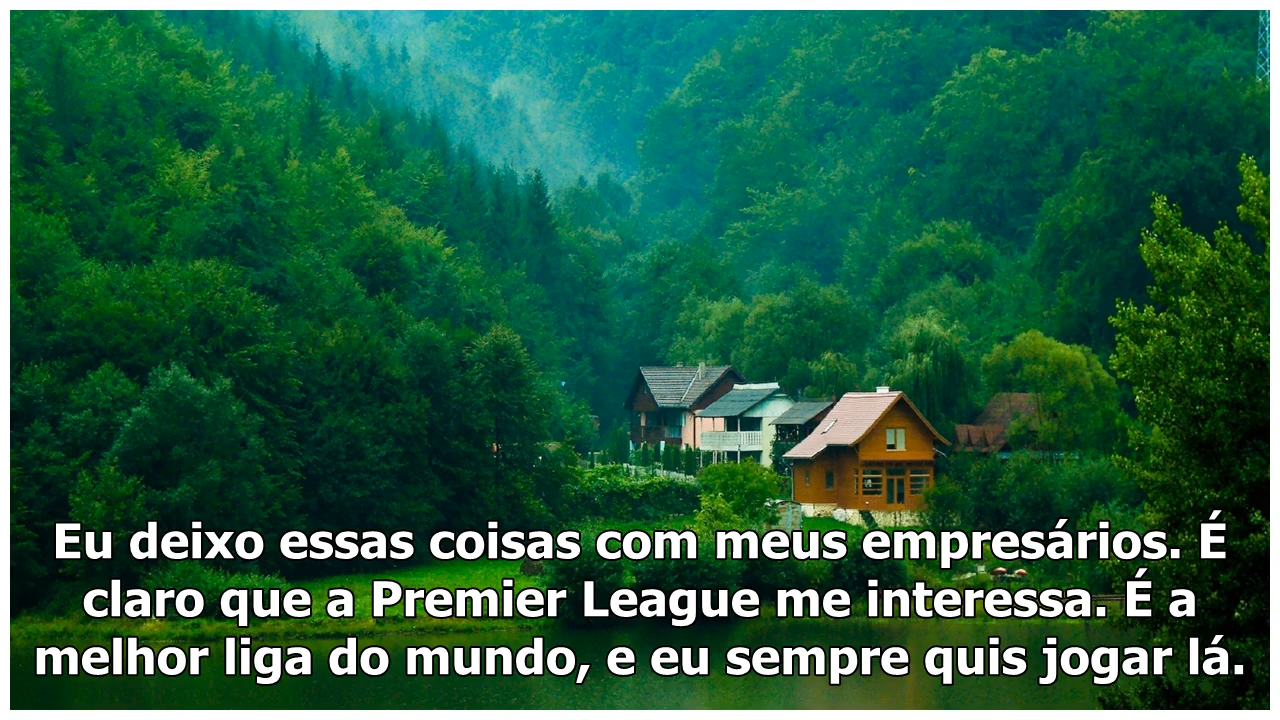 Eu deixo essas coisas com meus empresários. É
claro que a Premier League me interessa. É a
melhor liga do mundo, e eu sempre quis jogar lá.